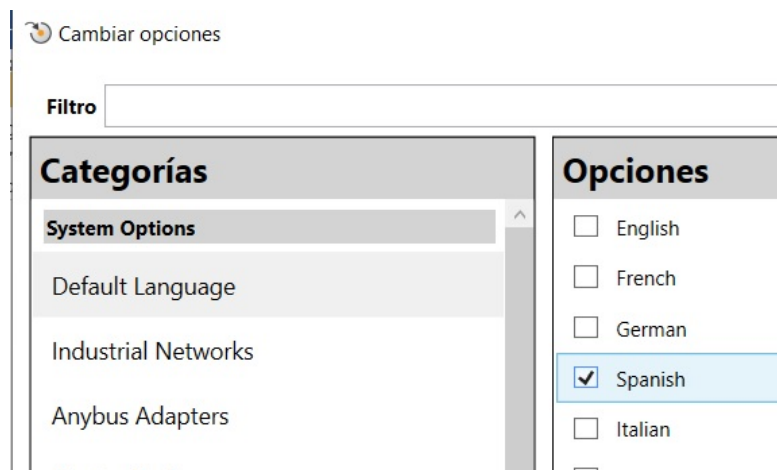 Cambiar opciones
Filtro
Categorías
System Options
Default Language
Industrial Networks
Anybus Adapters
Opciones
English
French
German
Spanish
Italian